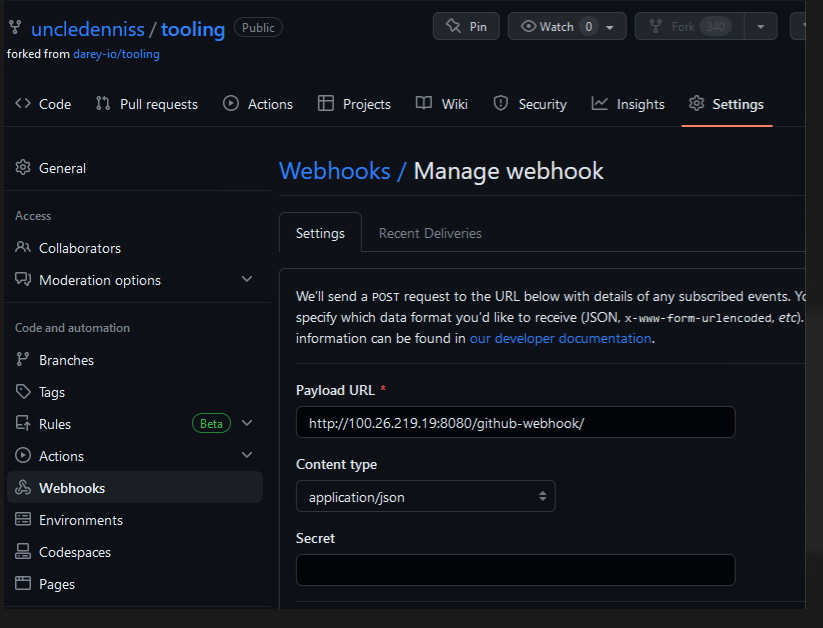 uncledenniss / tooling Public Pin Watch 0 Fork 340
forked from darey-io/tooling
Code Pull requests Actions Projects Wiki Security Insights Settings
General
Access
Collaborators
Moderation options
Code and automation
Branches
Tags
Rules Beta
Actions
Webhooks
Environments
Codespaces
Pages
Webhooks / Manage webhook
Settings Recent Deliveries
We'll send a POST request to the URL below with details of any subscribed events.
specify which data format you'd like to receive (JSON, x-www-form-urlencoded, etc).
information can be found in our developer documentation.
Payload URL *
http://100.26.219.19:8080/github-webhook/
Content type
application/json
Secret